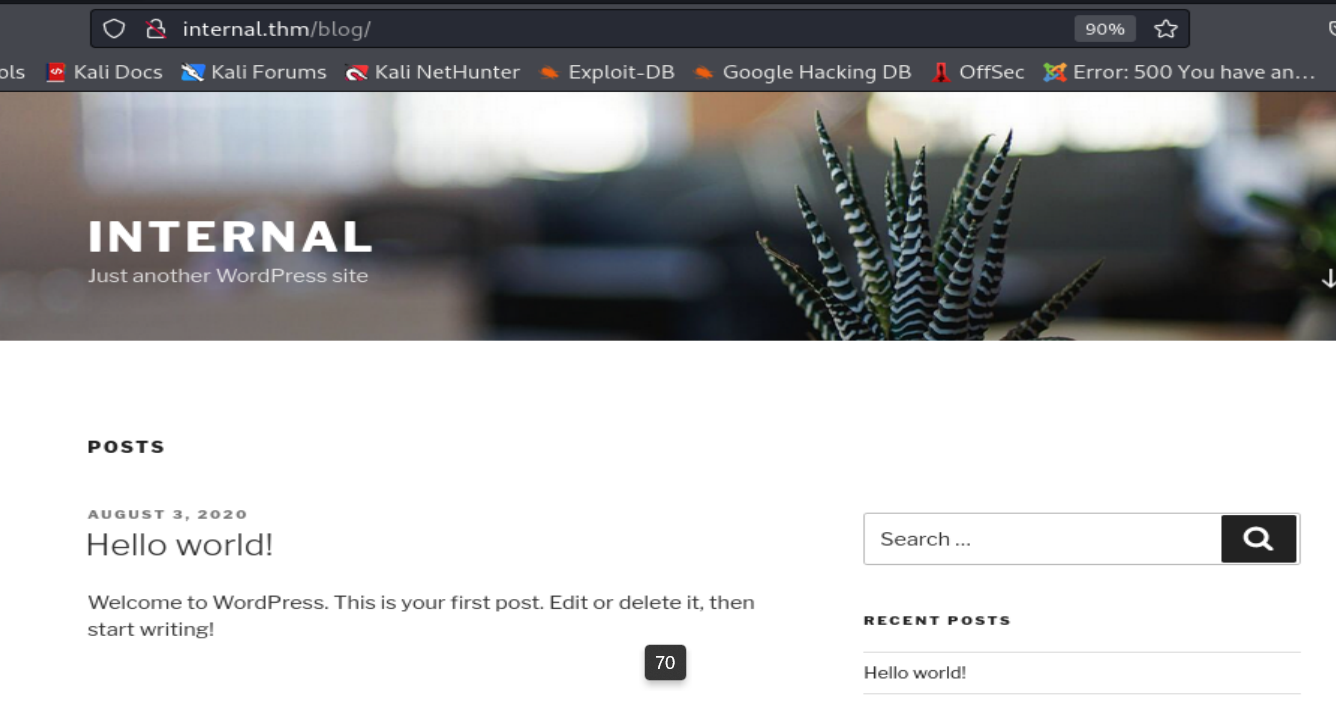 internal.thm/blog/
90%
ols
Kali Docs
Kali Forums
Kali NetHunter
Exploit-DB
Google Hacking DB
OffSec
Error: 500 You have an...
INTERNAL
Just another WordPress site
POSTS
AUGUST 3, 2020
Hello world!
Welcome to WordPress. This is your first post. Edit or delete it, then
start writing!
Search ...
RECENT POSTS
Hello world!
70